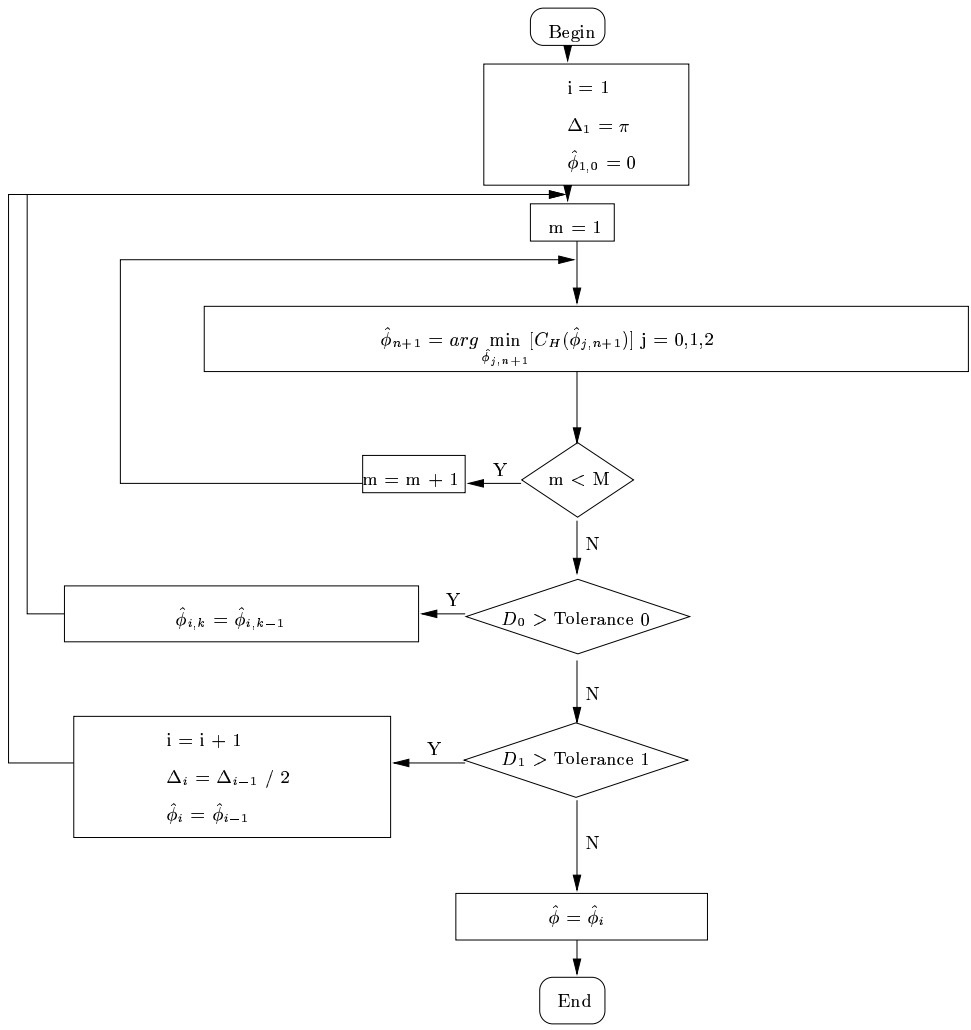 Begin
i = 1
Δ₁ = π
φ̂₁,₀ = 0
m = 1
φ̂ₙ₊₁ = arg min [C_H(φ̂ⱼ,ₙ₊₁)] j = 0,1,2
φ̂ⱼ,ₙ₊₁
m = m + 1
Y
m < M
N
φ̂ᵢ,ₖ = φ̂ᵢ,ₖ₋₁
Y
D₀ > Tolerance 0
N
i = i + 1
Δᵢ = Δᵢ₋₁ / 2
φ̂ᵢ = φ̂ᵢ₋₁
Y
D₁ > Tolerance 1
N
φ̂ = φ̂ᵢ
End